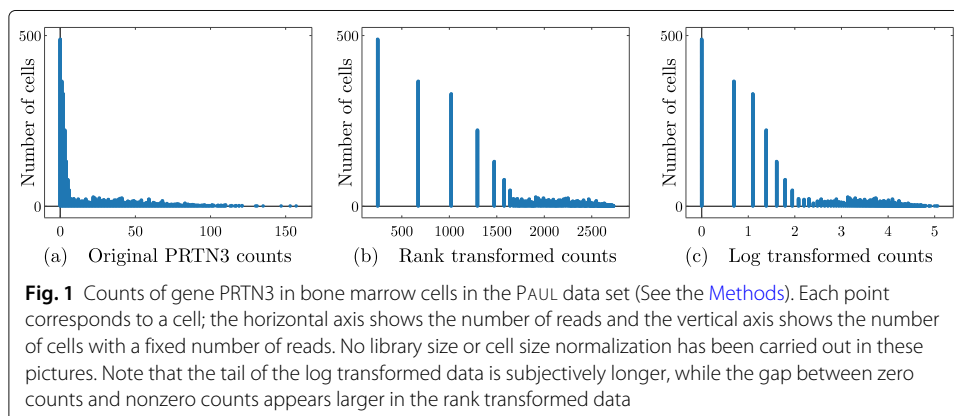 500
0
Number of cells
0 50 100 150
(a) Original PRTN3 counts
500
0
Number of cells
500 1000 1500 2000 2500
(b) Rank transformed counts
500
0
Number of cells
0 1 2 3 4 5
(c) Log transformed counts
Fig. 1 Counts of gene PRTN3 in bone marrow cells in the PAUL data set (See the Methods). Each point
corresponds to a cell; the horizontal axis shows the number of reads and the vertical axis shows the number
of cells with a fixed number of reads. No library size or cell size normalization has been carried out in these
pictures. Note that the tail of the log transformed data is subjectively longer, while the gap between zero
counts and nonzero counts appears larger in the rank transformed data